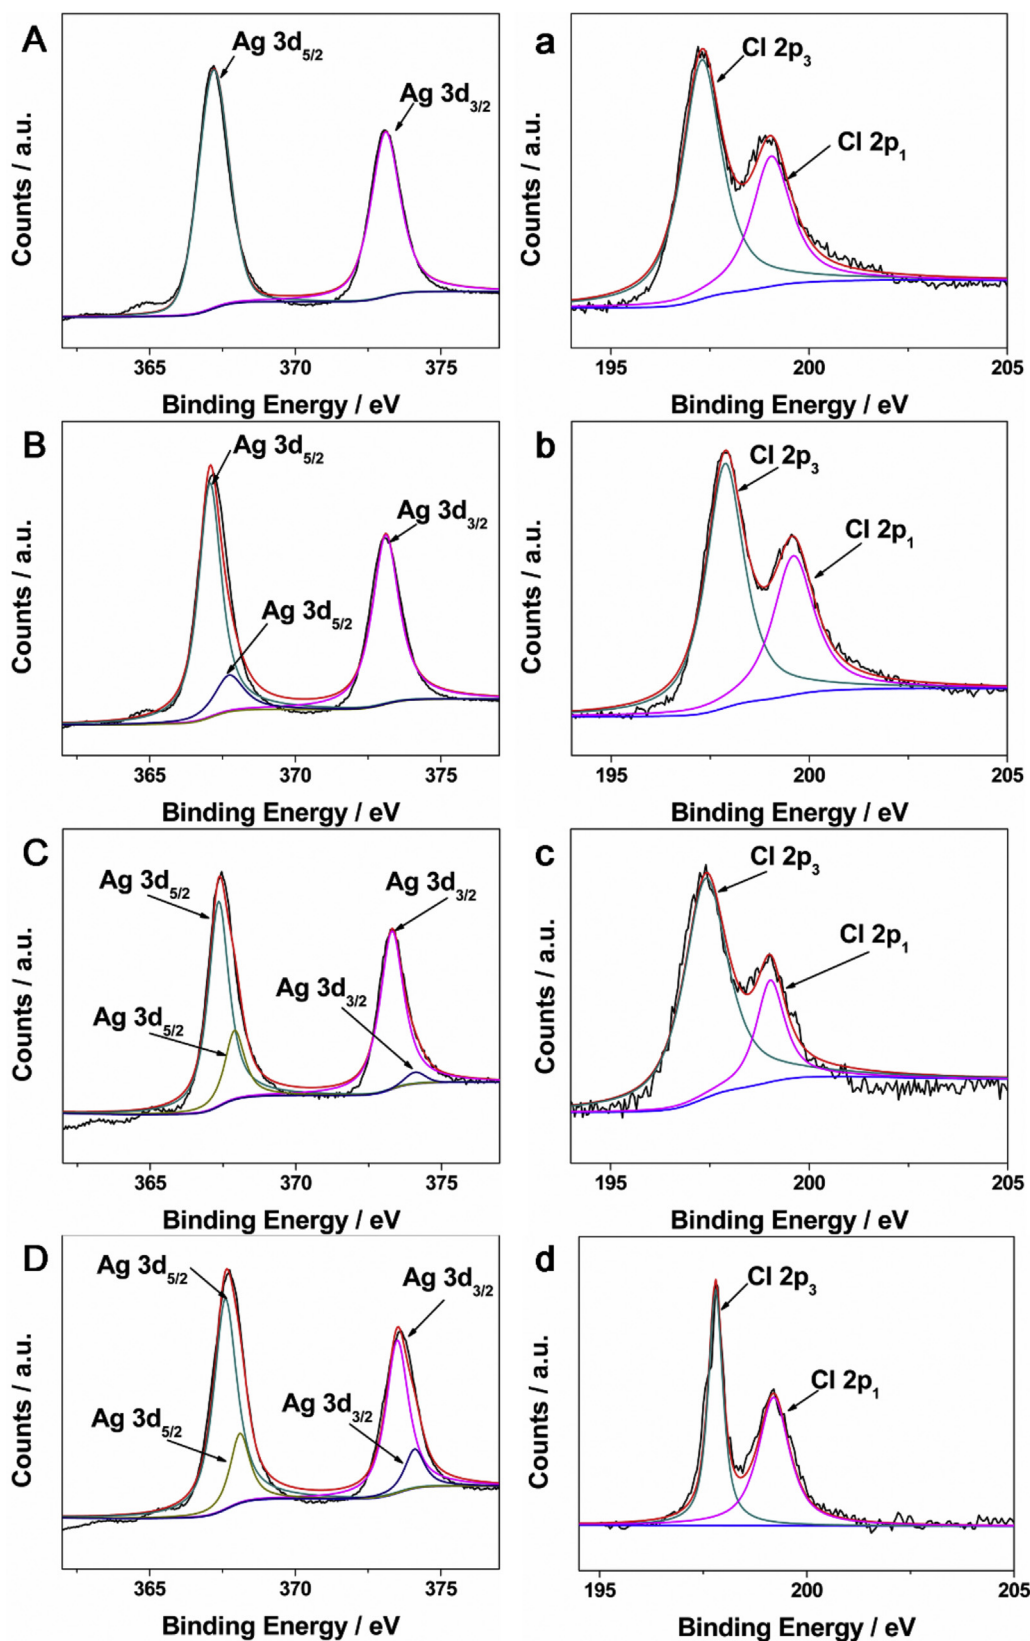 A
Ag 3d5/2
Ag 3d3/2
Counts / a.u.
365 370 375
Binding Energy / eV
a
Cl 2p3
Cl 2p1
Counts / a.u.
195 200 205
Binding Energy / eV
B
Ag 3d5/2
Ag 3d3/2
Ag 3d5/2
Counts / a.u.
365 370 375
Binding Energy / eV
b
Cl 2p3
Cl 2p1
Counts / a.u.
195 200 205
Binding Energy / eV
C
Ag 3d5/2
Ag 3d3/2
Ag 3d3/2
Ag 3d5/2
Counts / a.u.
365 370 375
Binding Energy / eV
c
Cl 2p3
Cl 2p1
Counts / a.u.
195 200 205
Binding Energy / eV
D
Ag 3d5/2
Ag 3d3/2
Ag 3d3/2
Ag 3d5/2
Counts / a.u.
365 370 375
Binding Energy / eV
d
Cl 2p3
Cl 2p1
Counts / a.u.
195 200 205
Binding Energy / eV